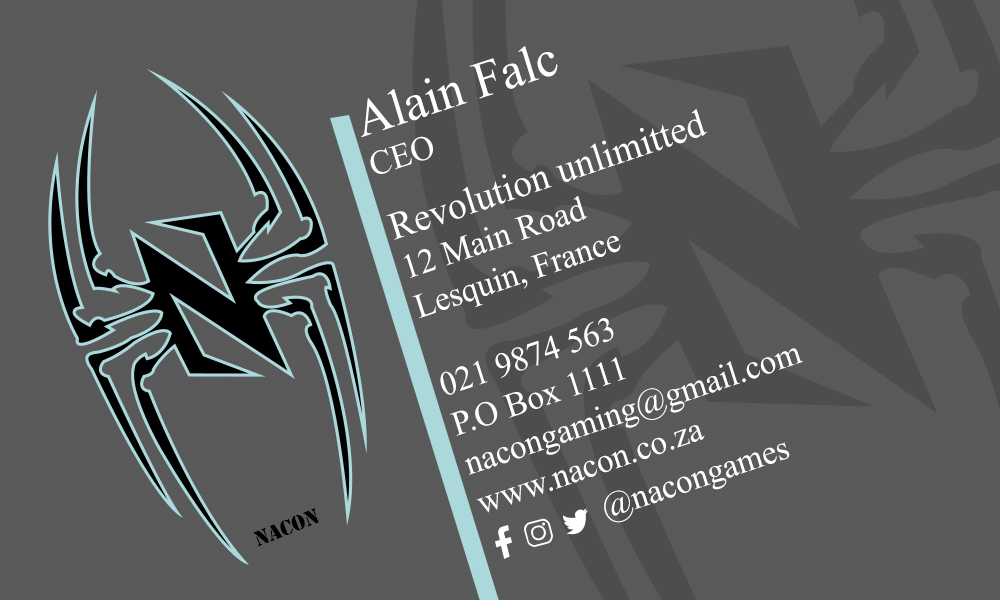 Alain Falc
CEO
Revolution unlimitted
12 Main Road
Lesquin, France
021 9874 563
P.O Box 1111
nacongaming@gmail.com
www.nacon.co.za
@nacongames
NACON